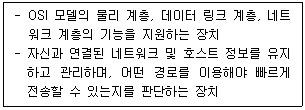 - OSI 모델의 물리 계층, 데이터 링크 계층, 네트
워크 계층의 기능을 지원하는 장치
- 자신과 연결된 네트워크 및 호스트 정보를 유지
하고 관리하며, 어떤 경로를 이용해야 빠르게
전송할 수 있는지를 판단하는 장치